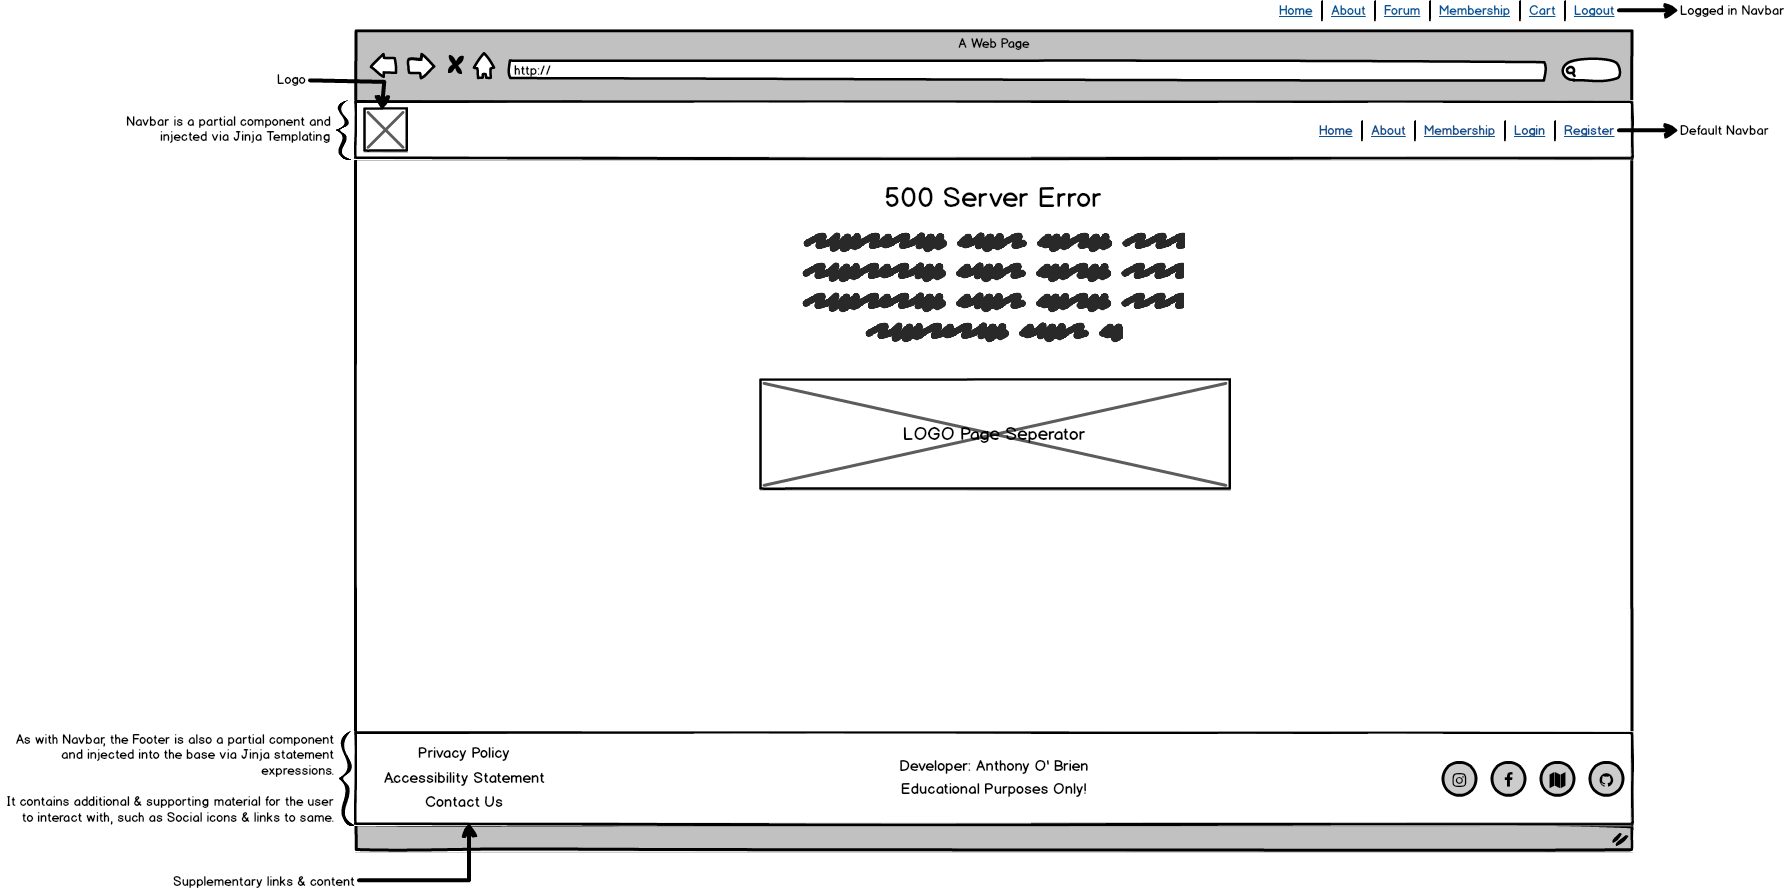 Home About Forum Membership Cart Logout Logged in Navbar
A Web Page
http://
Logo
Navbar is a partial component and
injected via Jinja Templating
Home About Membership Login Register Default Navbar
500 Server Error
LOGO Page Seperator
As with Navbar, the Footer is also a partial component
and injected into the base via Jinja statement
expressions.
It contains additional & supporting material for the user
to interact with, such as Social icons & links to same.
Privacy Policy
Accessibility Statement
Contact Us
Developer: Anthony O' Brien
Educational Purposes Only!
Supplementary links & content